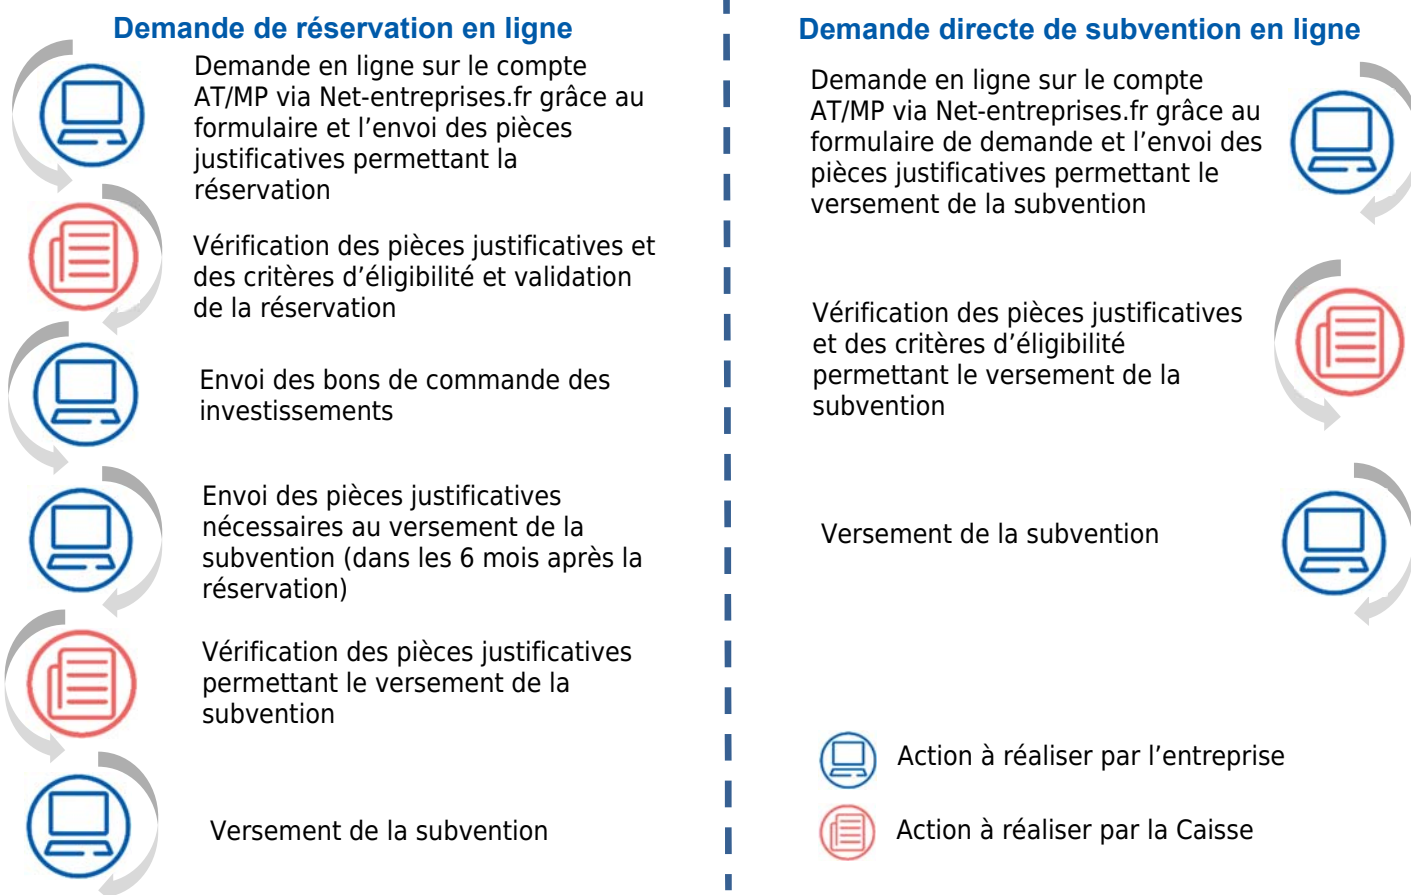 Demande de réservation en ligne
Demande en ligne sur le compte
AT/MP via Net-entreprises.fr grâce au
formulaire et l’envoi des pièces
justificatives permettant la
réservation
Vérification des pièces justificatives et
des critères d’éligibilité et validation
de la réservation
Envoi des bons de commande des
investissements
Envoi des pièces justificatives
nécessaires au versement de la
subvention (dans les 6 mois après la
réservation)
Vérification des pièces justificatives
permettant le versement de la
subvention
Versement de la subvention
Demande directe de subvention en ligne
Demande en ligne sur le compte
AT/MP via Net-entreprises.fr grâce au
formulaire de demande et l’envoi des
pièces justificatives permettant le
versement de la subvention
Vérification des pièces justificatives
et des critères d’éligibilité
permettant le versement de la
subvention
Versement de la subvention
Action à réaliser par l’entreprise
Action à réaliser par la Caisse